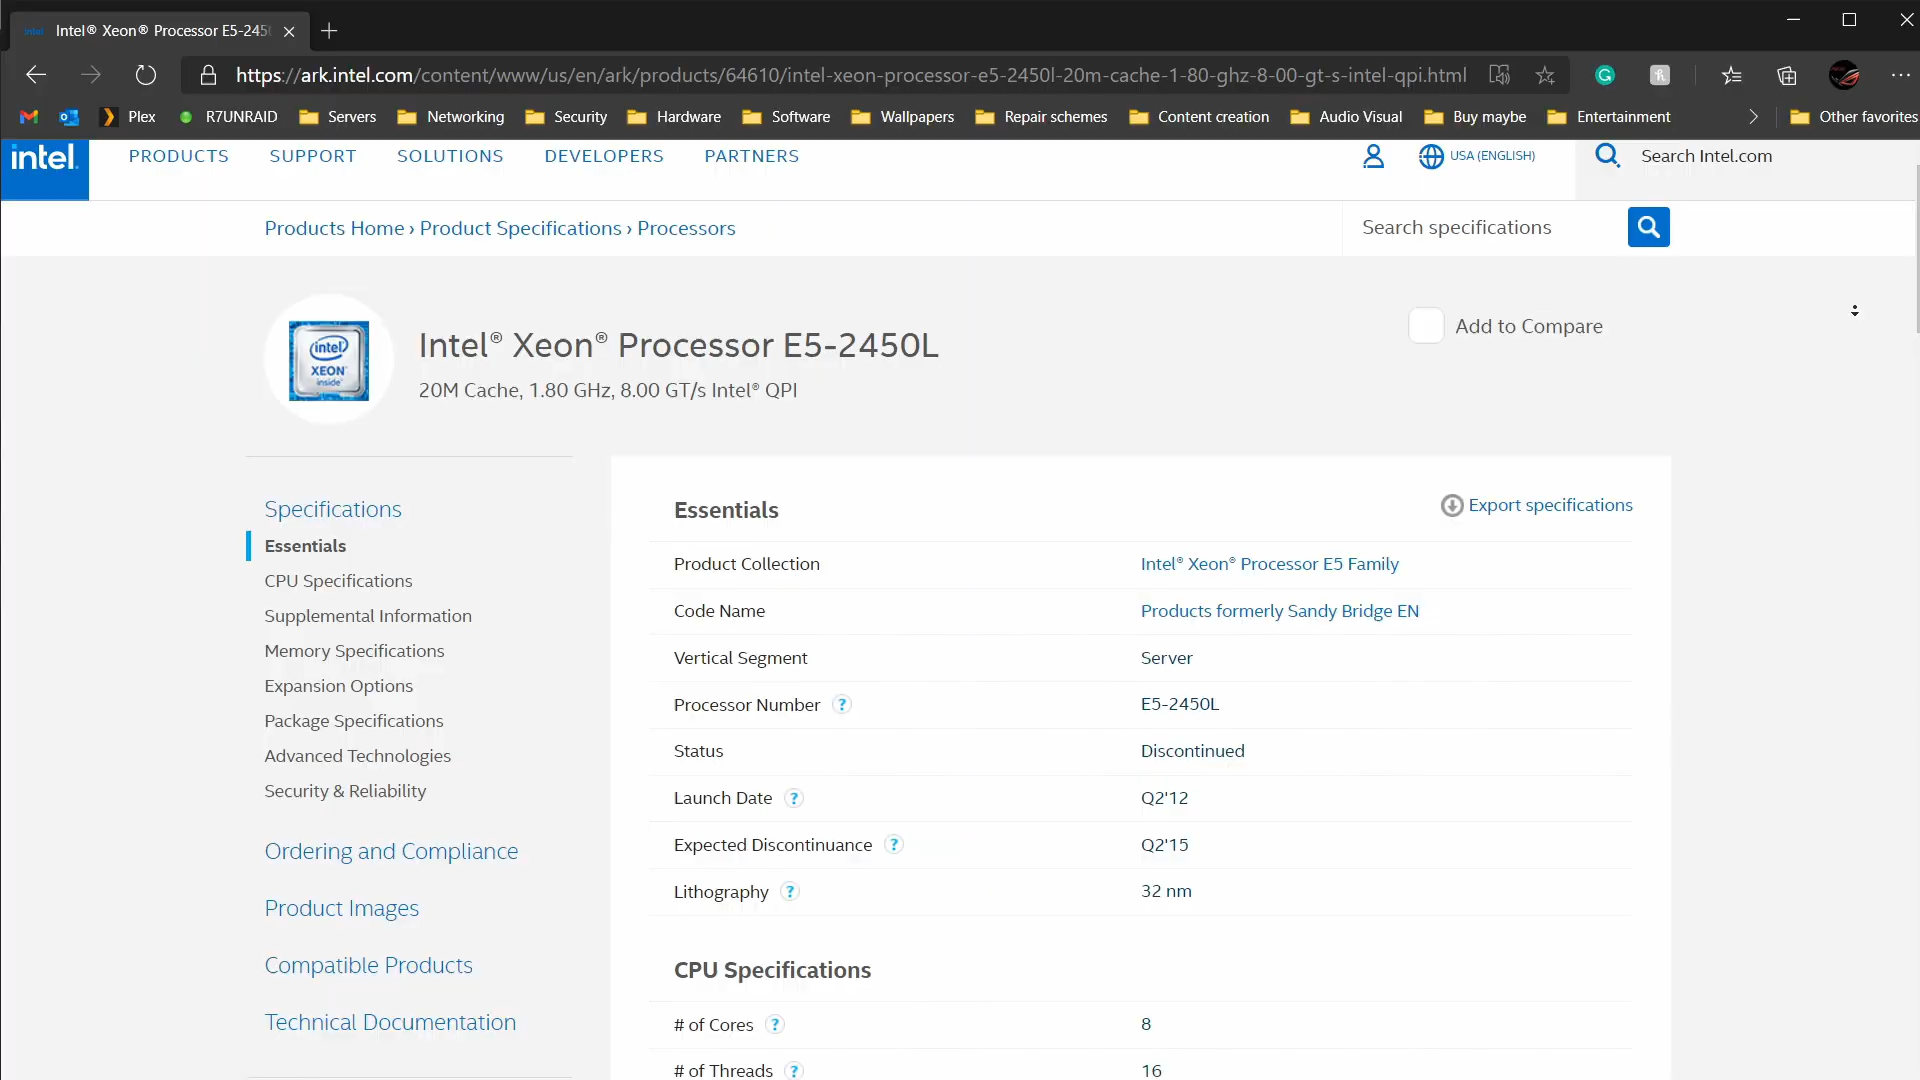 Intel® Xeon® Processor E5-245
https://ark.intel.com/content/www/us/en/ark/products/64610/intel-xeon-processor-e5-2450l-20m-cache-1-80-ghz-8-00-gt-s-intel-qpi.html
Plex R7UNRAID Servers Networking Security Hardware Software Wallpapers Repair schemes Content creation Audio Visual Buy maybe Entertainment Other favorites
intel. PRODUCTS SUPPORT SOLUTIONS DEVELOPERS PARTNERS USA (ENGLISH) Search Intel.com
Products Home › Product Specifications › Processors Search specifications
intel XEON inside™
Intel® Xeon® Processor E5-2450L
20M Cache, 1.80 GHz, 8.00 GT/s Intel® QPI
Add to Compare
Specifications
Essentials
CPU Specifications
Supplemental Information
Memory Specifications
Expansion Options
Package Specifications
Advanced Technologies
Security & Reliability
Ordering and Compliance
Product Images
Compatible Products
Technical Documentation
Essentials Export specifications
Product Collection Intel® Xeon® Processor E5 Family
Code Name Products formerly Sandy Bridge EN
Vertical Segment Server
Processor Number ? E5-2450L
Status Discontinued
Launch Date ? Q2'12
Expected Discontinuance ? Q2'15
Lithography ? 32 nm
CPU Specifications
# of Cores ? 8
# of Threads ? 16